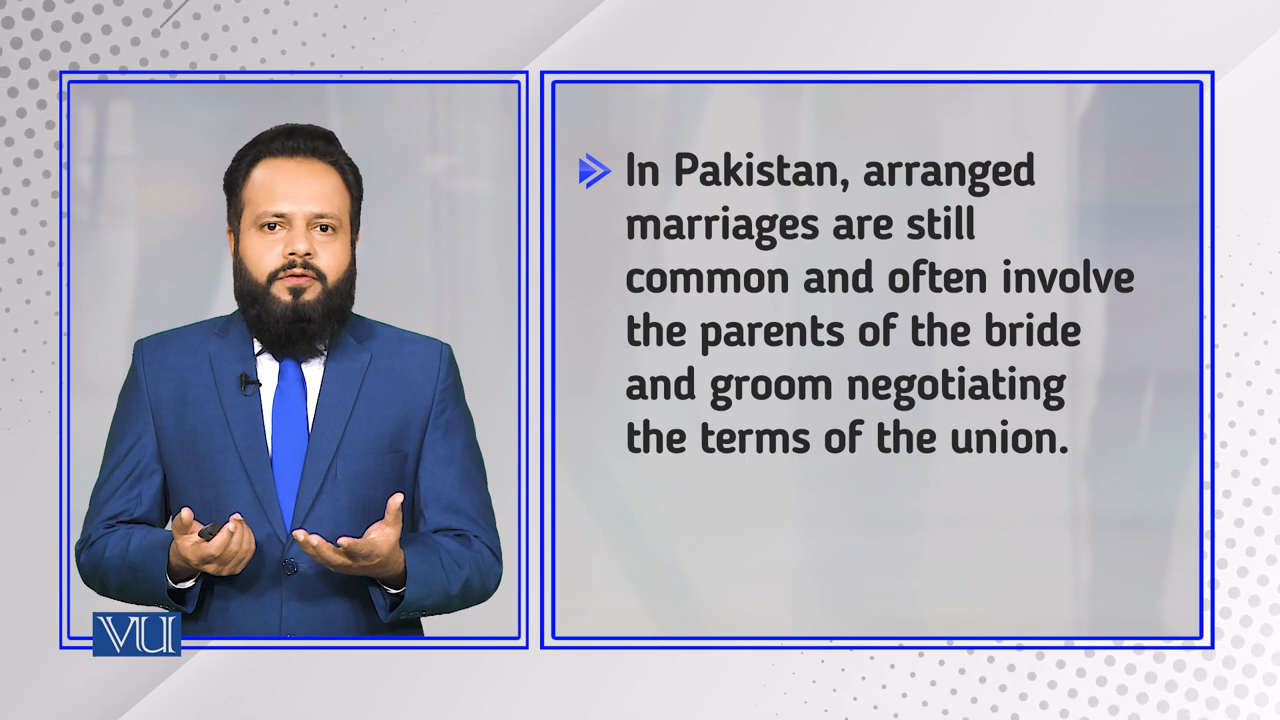 In Pakistan, arranged
marriages are still
common and often involve
the parents of the bride
and groom negotiating
the terms of the union.
VU